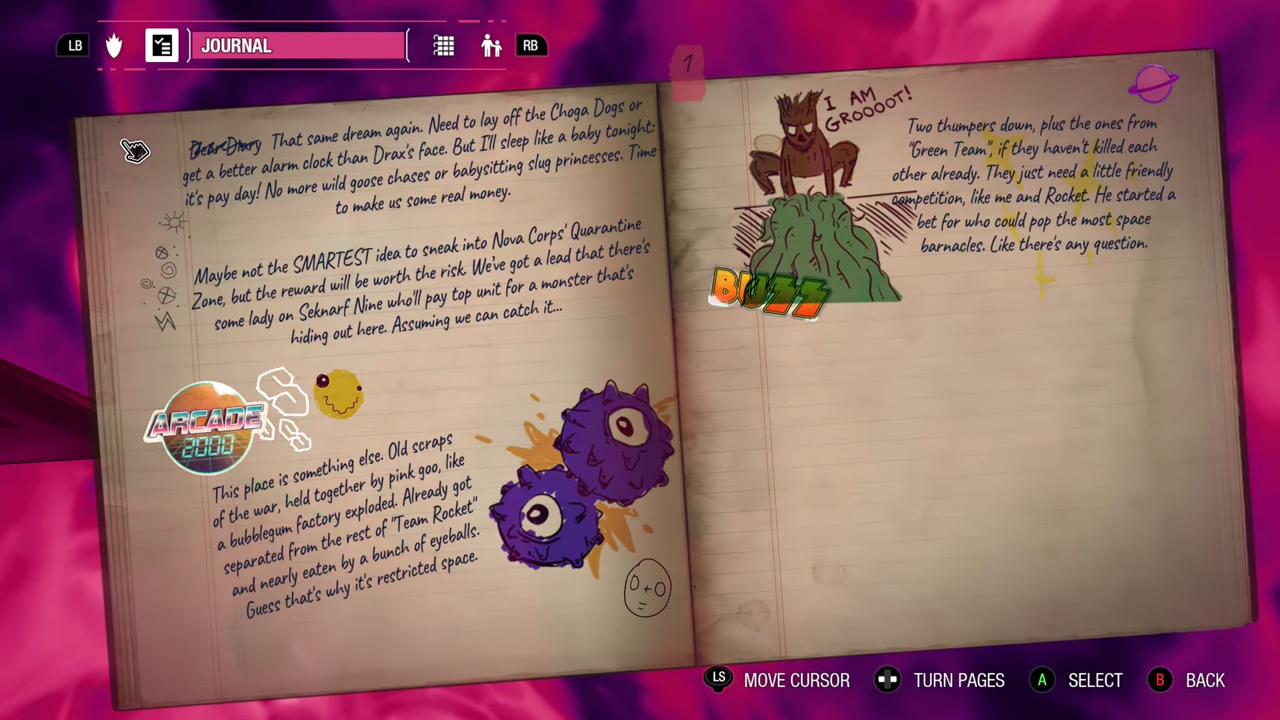 LB
JOURNAL
RB
1
Dear Diary That same dream again. Need to lay off the Choga Dogs or
get a better alarm clock than Drax's face. But I'll sleep like a baby tonight:
it's pay day! No more wild goose chases or babysitting slug princesses. Time
to make us some real money.
Maybe not the SMARTEST idea to sneak into Nova Corps' Quarantine
Zone, but the reward will be worth the risk. We've got a lead that there's
some lady on Seknarf Nine who'll pay top unit for a monster that's
hiding out here. Assuming we can catch it...
ARCADE
2000
This place is something else. Old scraps
of the war, held together by pink goo, like
a bubblegum factory exploded. Already got
separated from the rest of "Team Rocket"
and nearly eaten by a bunch of eyeballs.
Guess that's why it's restricted space.
I AM
GROOOOT!
BUZZ
Two thumpers down, plus the ones from
"Green Team", if they haven't killed each
other already. They just need a little friendly
competition, like me and Rocket. He started a
bet for who could pop the most space
barnacles. Like there's any question.
LS MOVE CURSOR TURN PAGES A SELECT B BACK